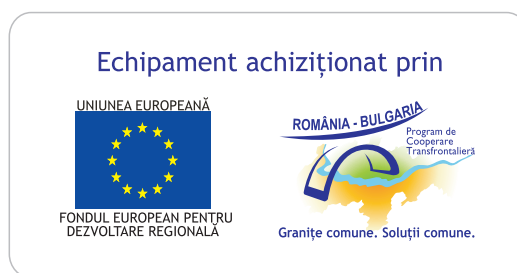 Echipament achiziționat prin
UNIUNEA EUROPEANĂ
FONDUL EUROPEAN PENTRU
DEZVOLTARE REGIONALĂ
ROMÂNIA - BULGARIA
Program de
Cooperare
Transfrontalieră
Granițe comune. Soluții comune.